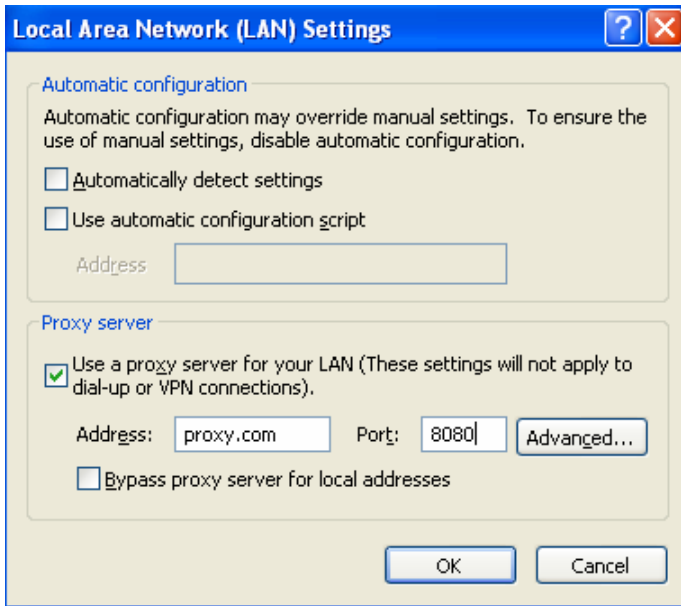 Local Area Network (LAN) Settings
Automatic configuration
Automatic configuration may override manual settings. To ensure the
use of manual settings, disable automatic configuration.
Automatically detect settings
Use automatic configuration script
Address
Proxy server
Use a proxy server for your LAN (These settings will not apply to
dial-up or VPN connections).
Address: proxy.com Port: 8080 Advanced...
Bypass proxy server for local addresses
OK Cancel